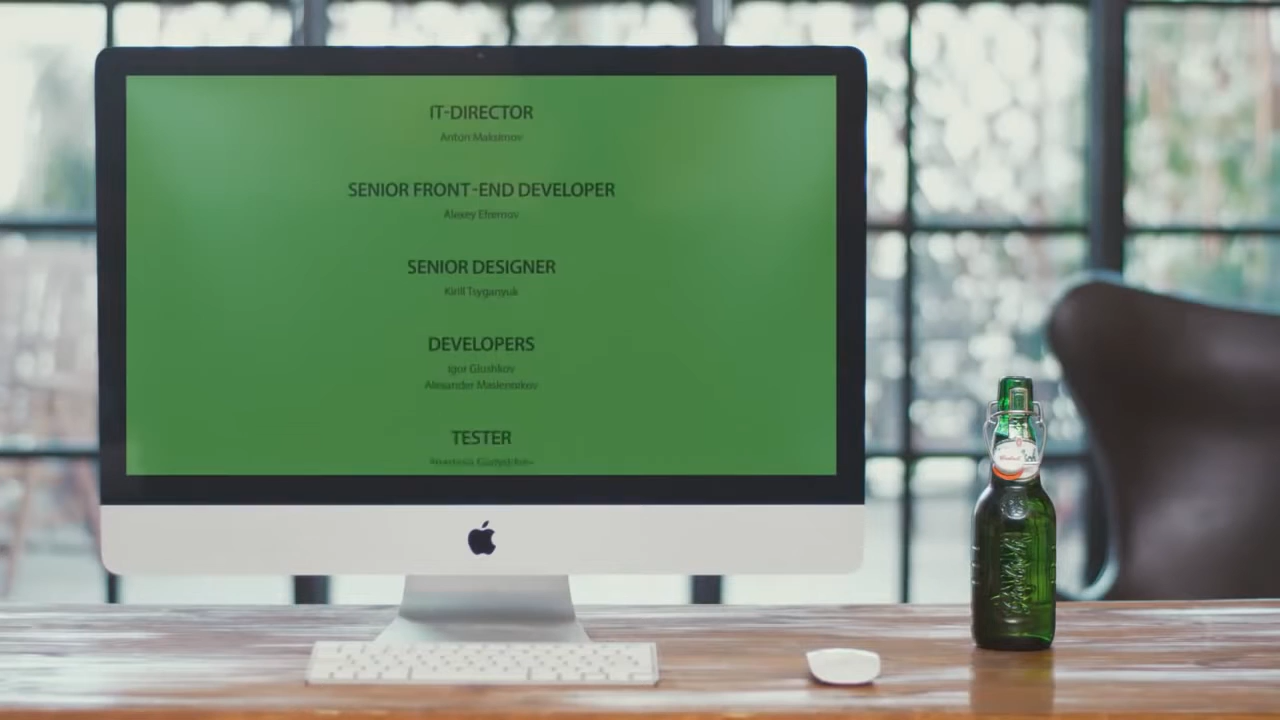 IT-DIRECTOR
Anton Maksimov
SENIOR FRONT-END DEVELOPER
Alexey Efremov
SENIOR DESIGNER
Kirill Tsyganyuk
DEVELOPERS
Igor Glushkov
Alexander Maslennikov
TESTER